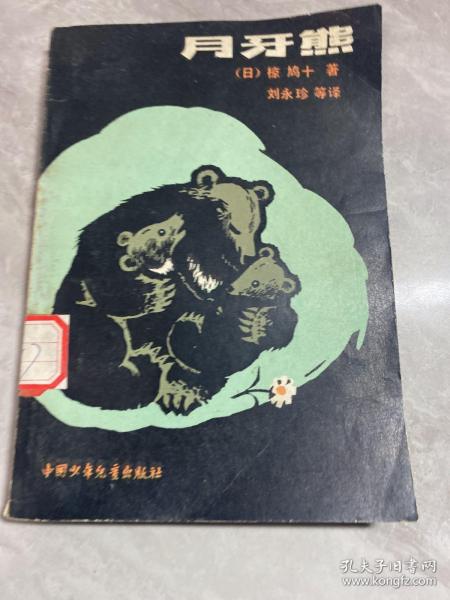 月牙熊
（日）椋 鸠十 著
刘永珍 等译
中国少年儿童出版社
7
孔夫子旧书网
www.kongfz.com